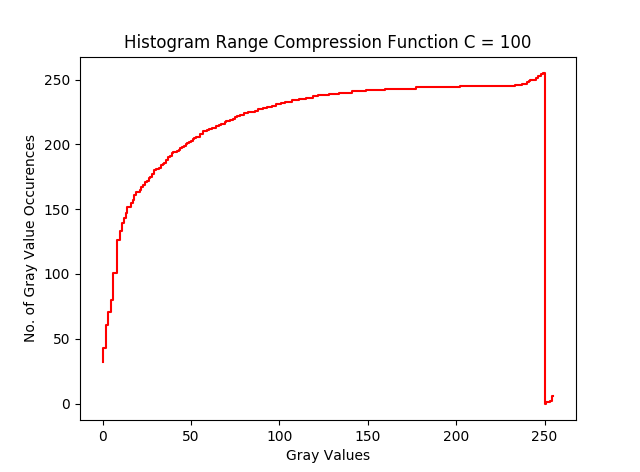 Histogram Range Compression Function C = 100
No. of Gray Value Occurences
250
200
150
100
50
0
0 50 100 150 200 250
Gray Values